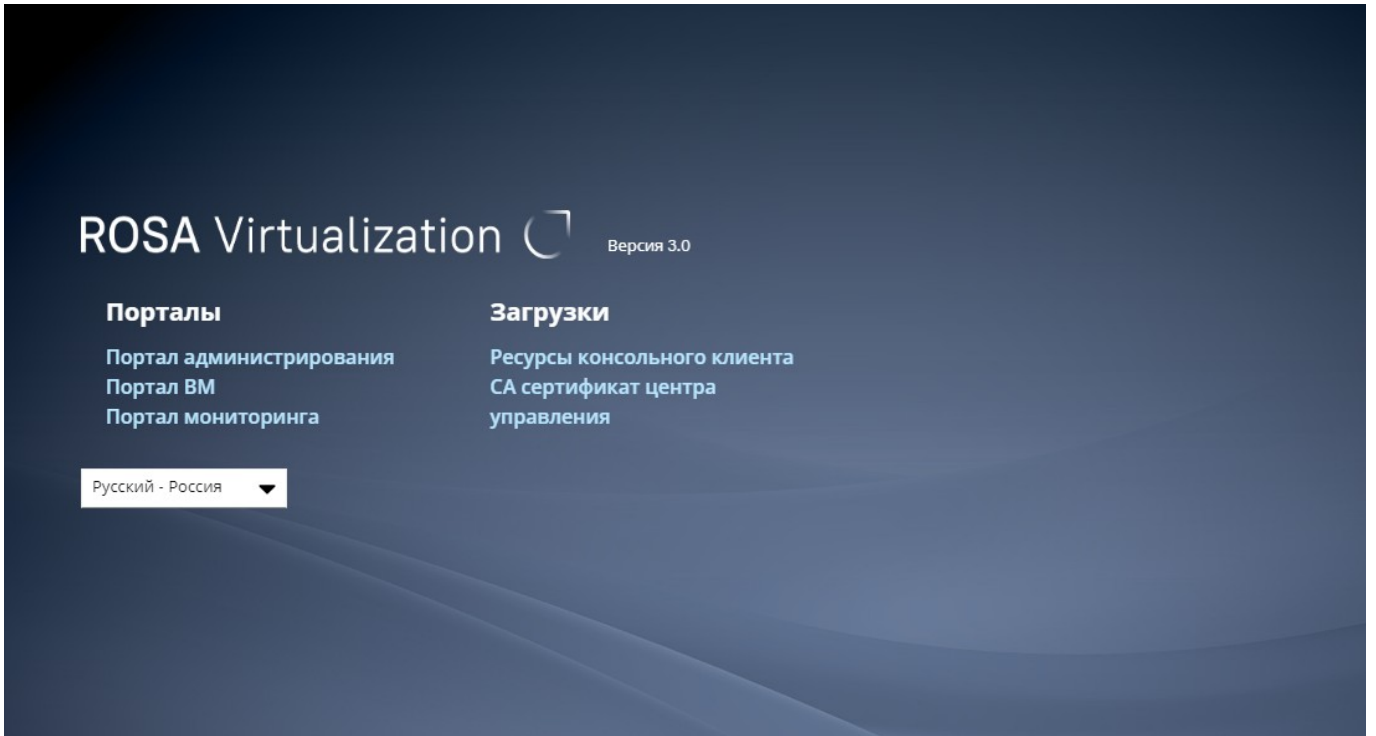 ROSA Virtualization Версия 3.0
Порталы
Портал администрирования
Портал ВМ
Портал мониторинга
Загрузки
Ресурсы консольного клиента
CA сертификат центра
управления
Русский - Россия